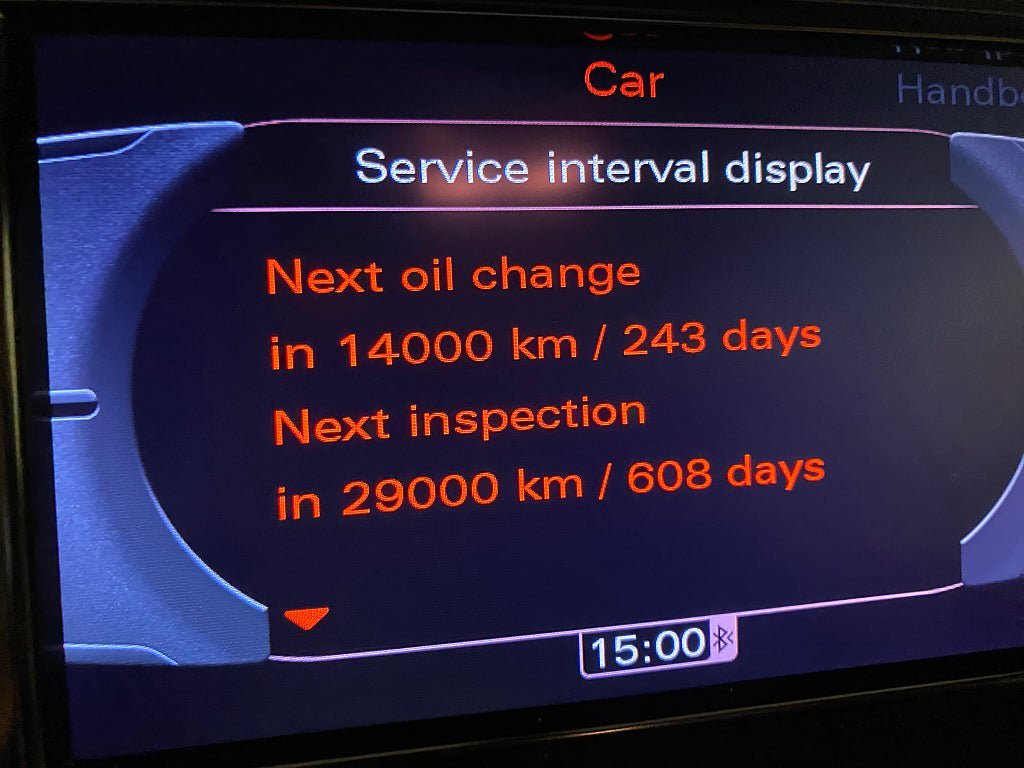 Car
Service interval display
Next oil change
in 14000 km / 243 days
Next inspection
in 29000 km / 608 days
15:00